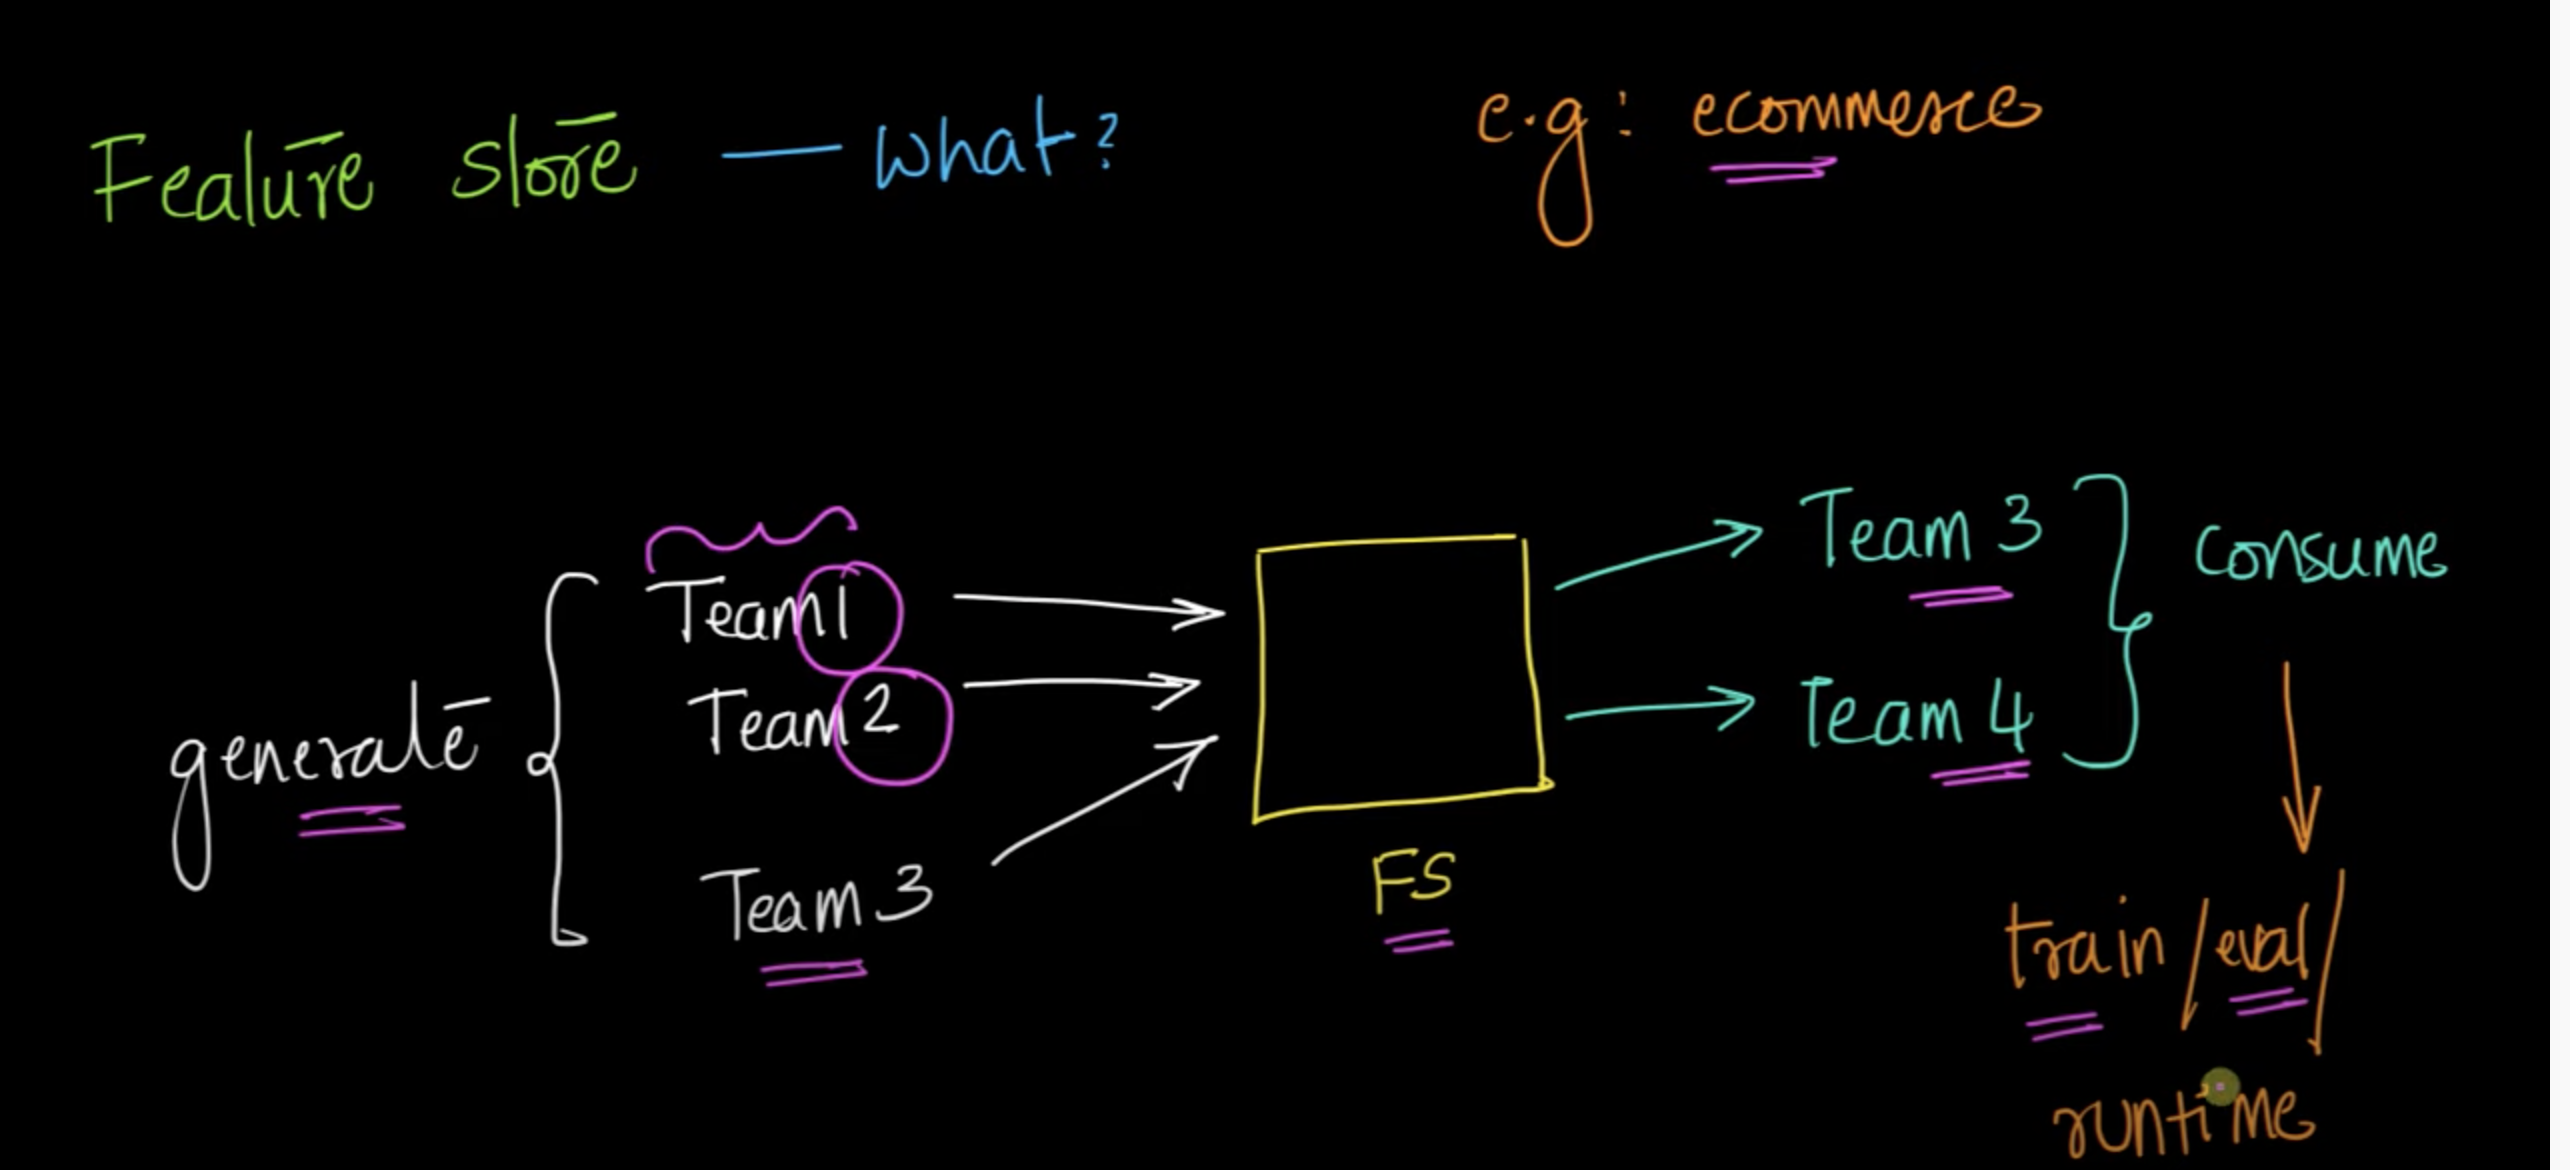 Feature store — what?
e.g: ecommerce
generate
Team 1
Team 2
Team 3
FS
Team 3
Team 4
consume
train/eval/
runtime